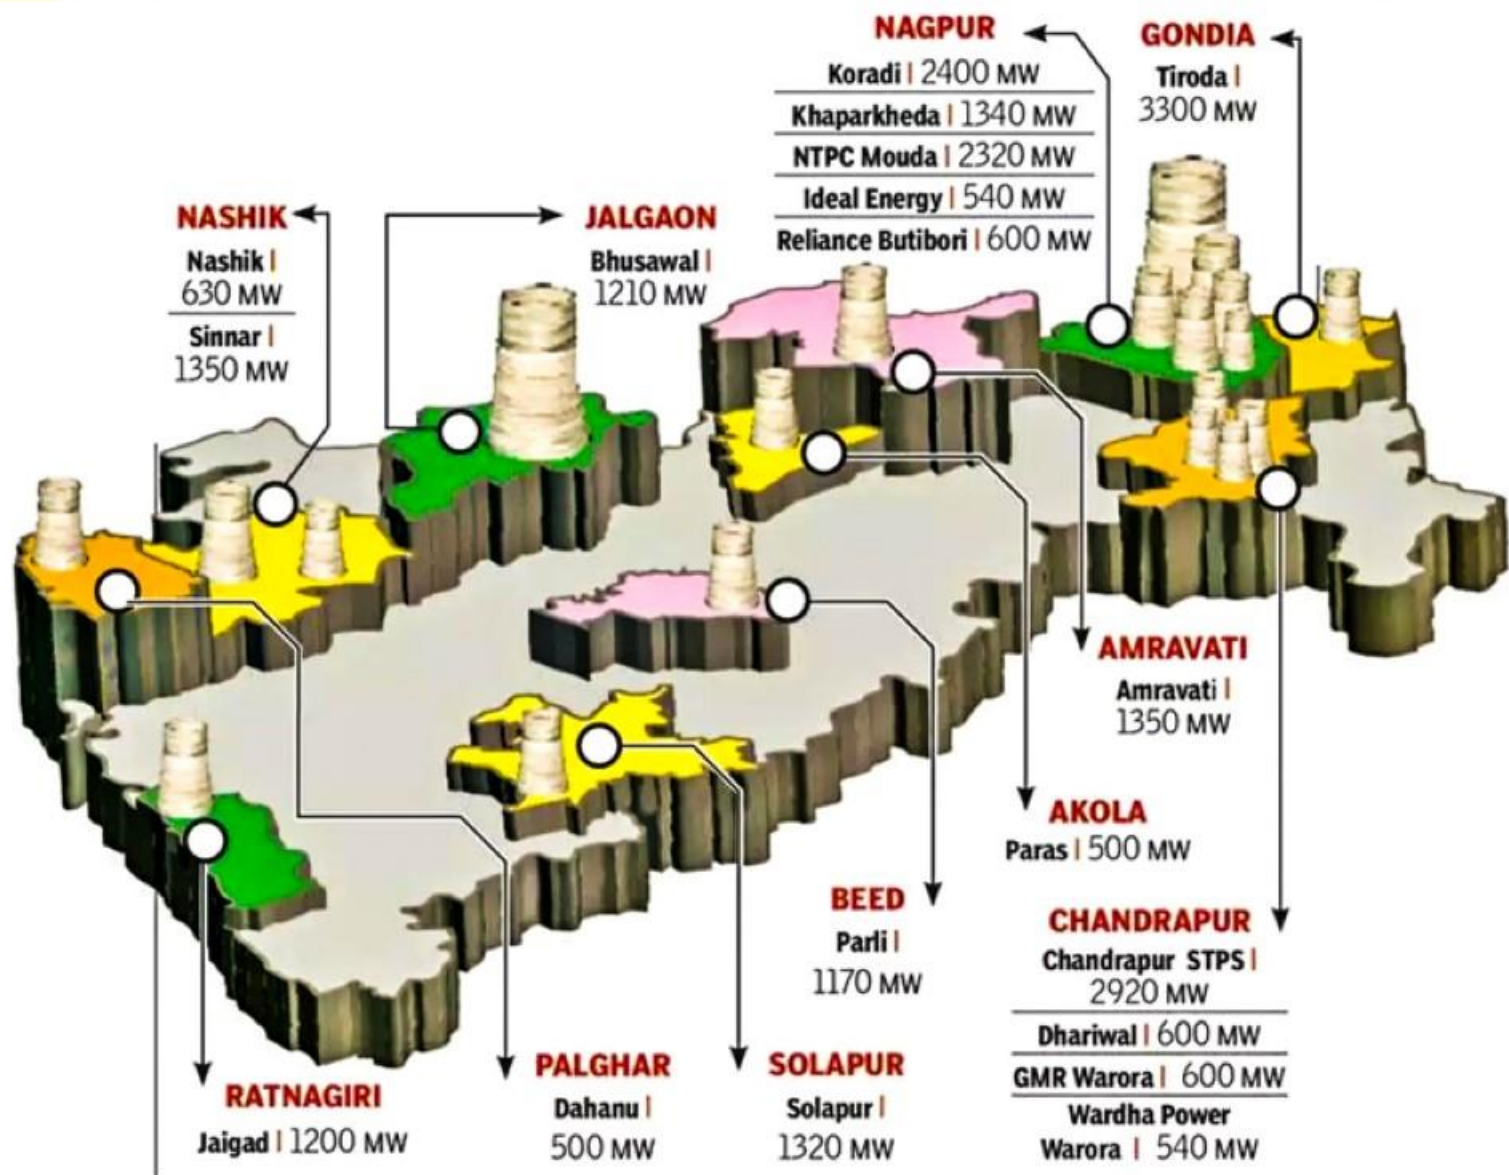 NAGPUR
Koradi | 2400 MW
Khaparkheda | 1340 MW
NTPC Mouda | 2320 MW
Ideal Energy | 540 MW
Reliance Butibori | 600 MW
GONDIA
Tiroda |
3300 MW
NASHIK
Nashik |
630 MW
Sinnar |
1350 MW
JALGAON
Bhusawal |
1210 MW
AMRAVATI
Amravati |
1350 MW
AKOLA
Paras | 500 MW
BEED
Parli |
1170 MW
CHANDRAPUR
Chandrapur STPS |
2920 MW
Dhariwal | 600 MW
GMR Warora | 600 MW
Wardha Power
Warora | 540 MW
RATNAGIRI
Jaigad | 1200 MW
PALGHAR
Dahanu |
500 MW
SOLAPUR
Solapur |
1320 MW